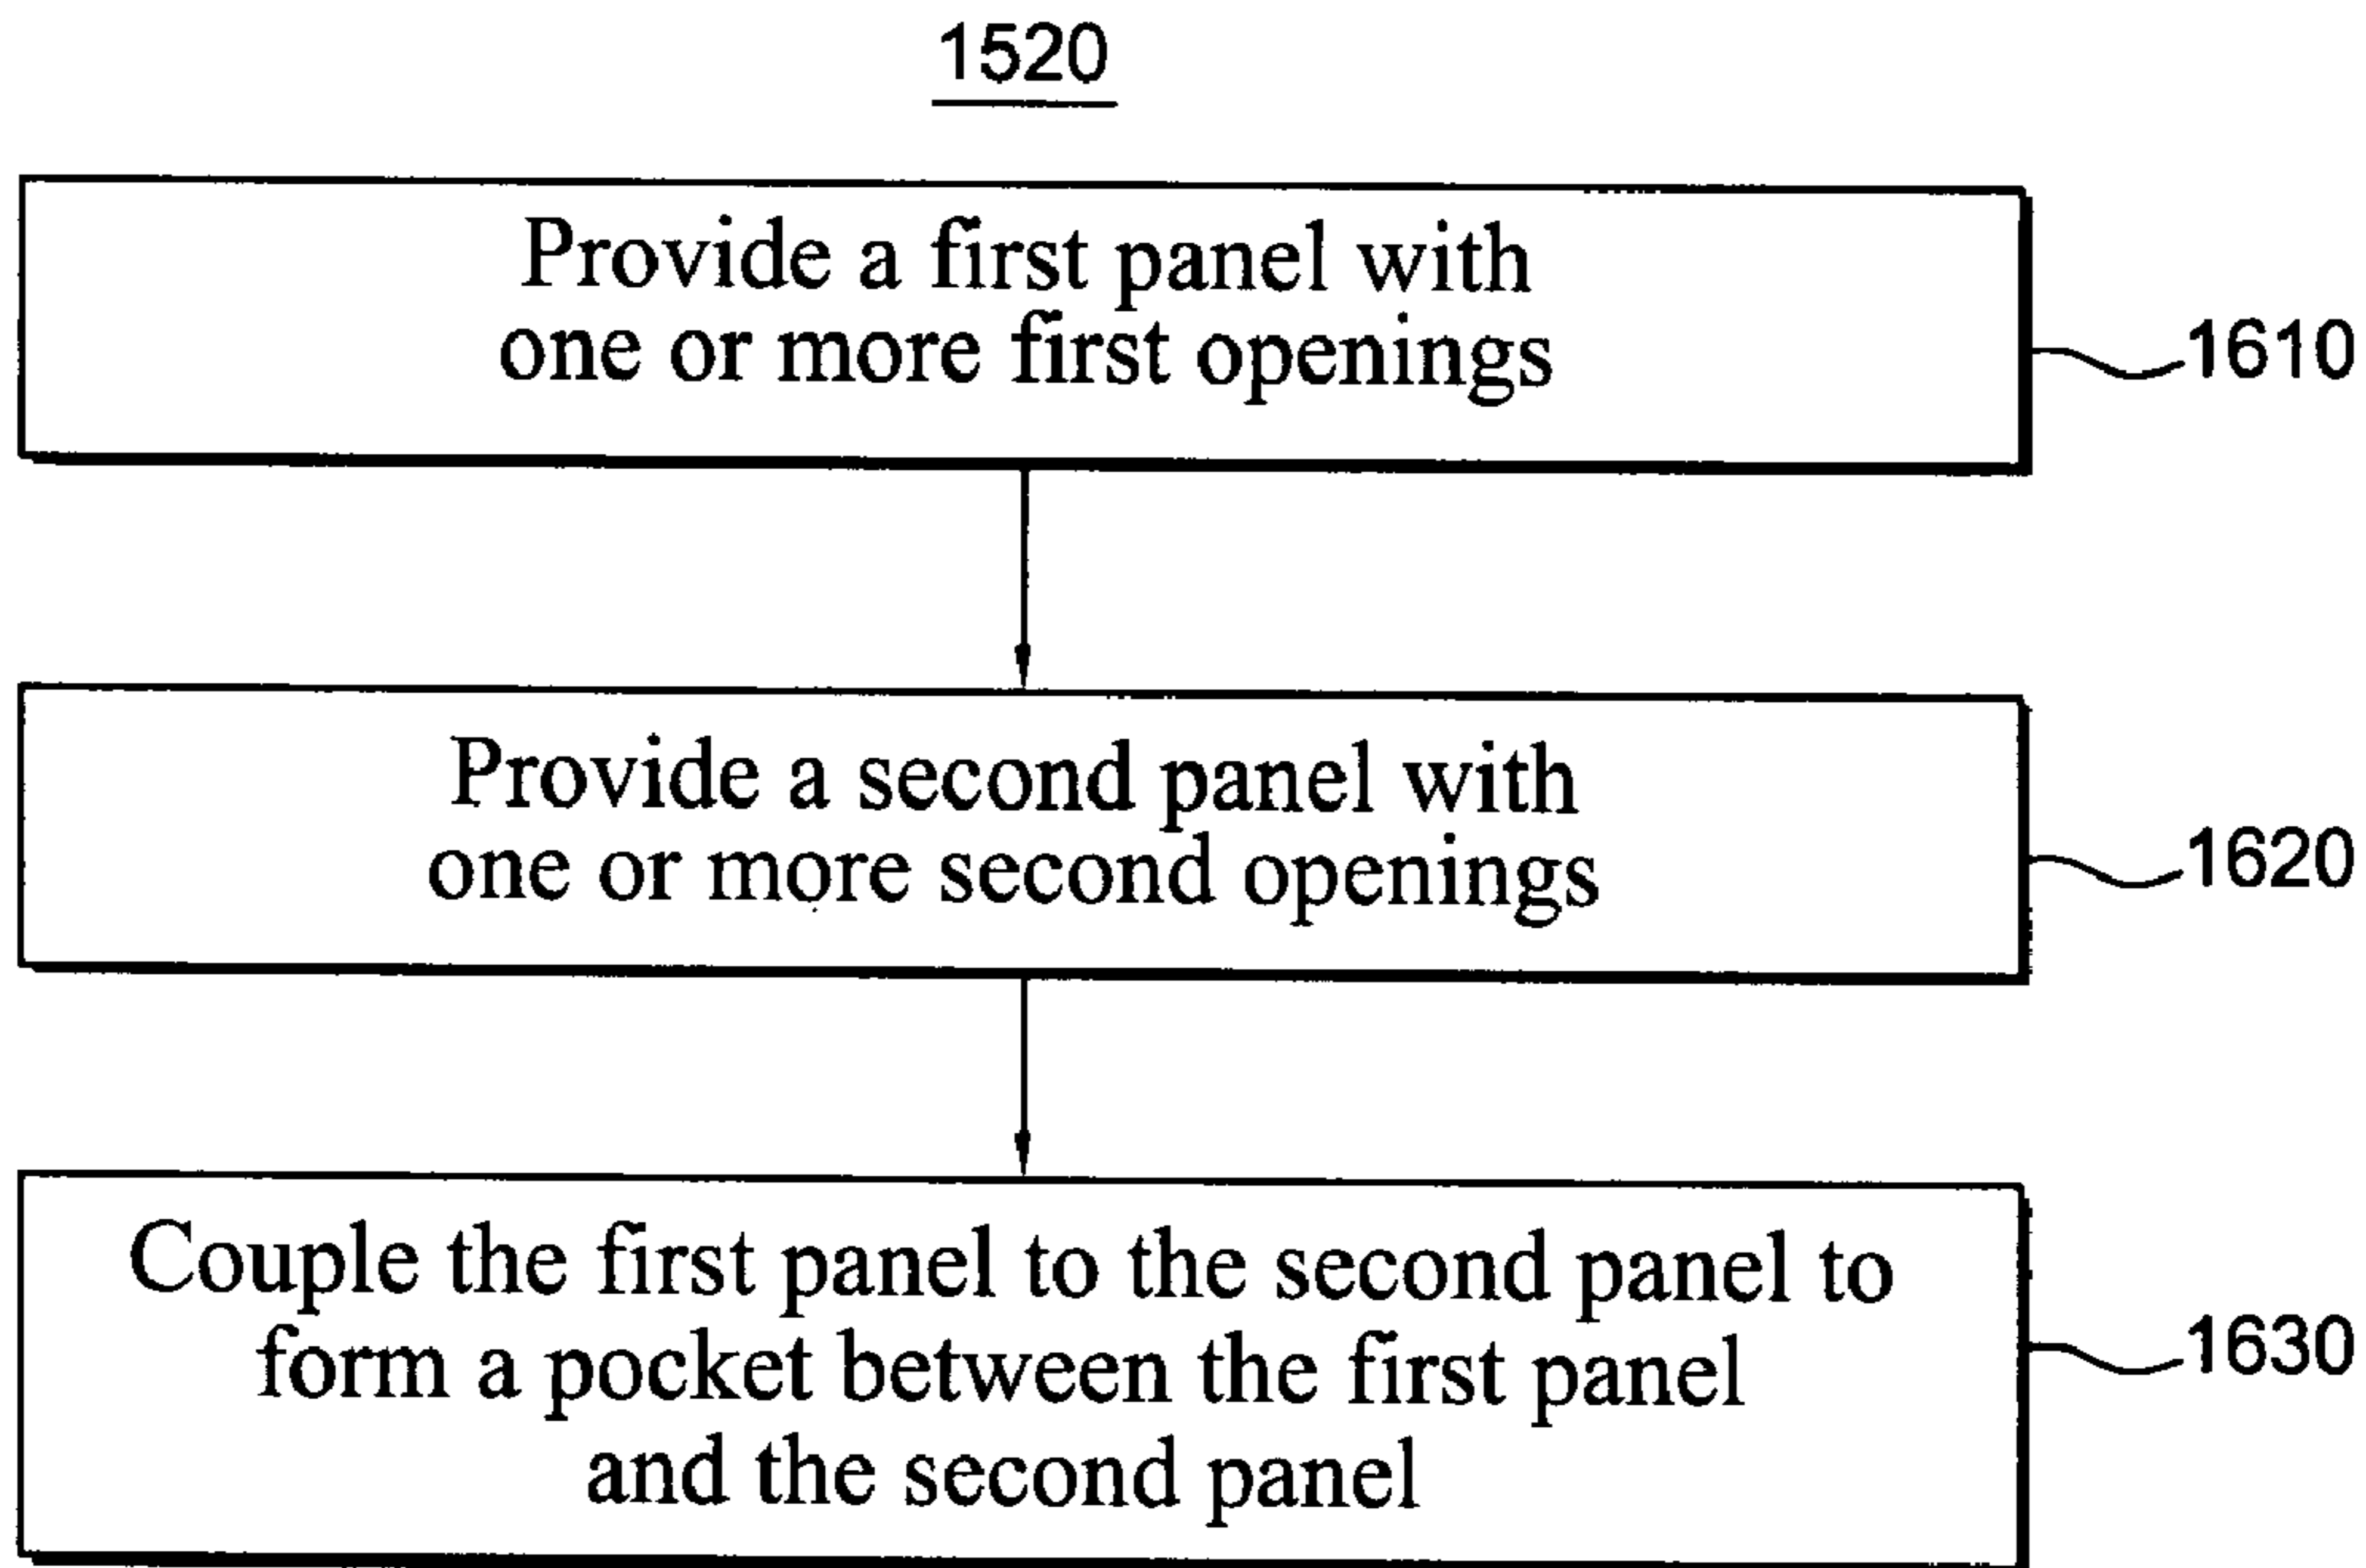 1520
Provide a first panel with
one or more first openings
1610
Provide a second panel with
one or more second openings
1620
Couple the first panel to the second panel to
form a pocket between the first panel
and the second panel
1630